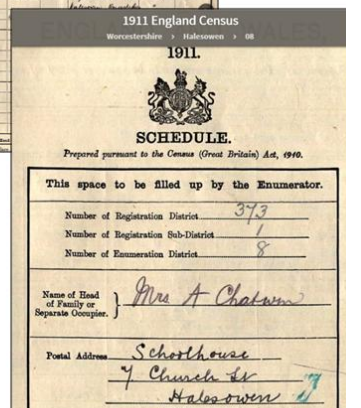 1911 England Census
Worcestershire > Halesowen > 08
1911.
SCHEDULE.
Prepared pursuant to the Census (Great Britain) Act, 1910.
This space to be filled up by the Enumerator.
Number of Registration District 373
Number of Registration Sub-District 1
Number of Enumeration District 8
Name of Head of Family or Separate Occupier. } Mrs A Chatwin
Postal Address Schoolhouse
7 Church St
Halesowen